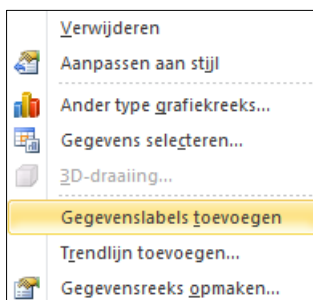 Verwijderen
Aanpassen aan stijl
Ander type grafiekreeks...
Gegevens selecteren...
3D-draaiing...
Gegevenslabels toevoegen
Trendlijn toevoegen...
Gegevensreeks opmaken...